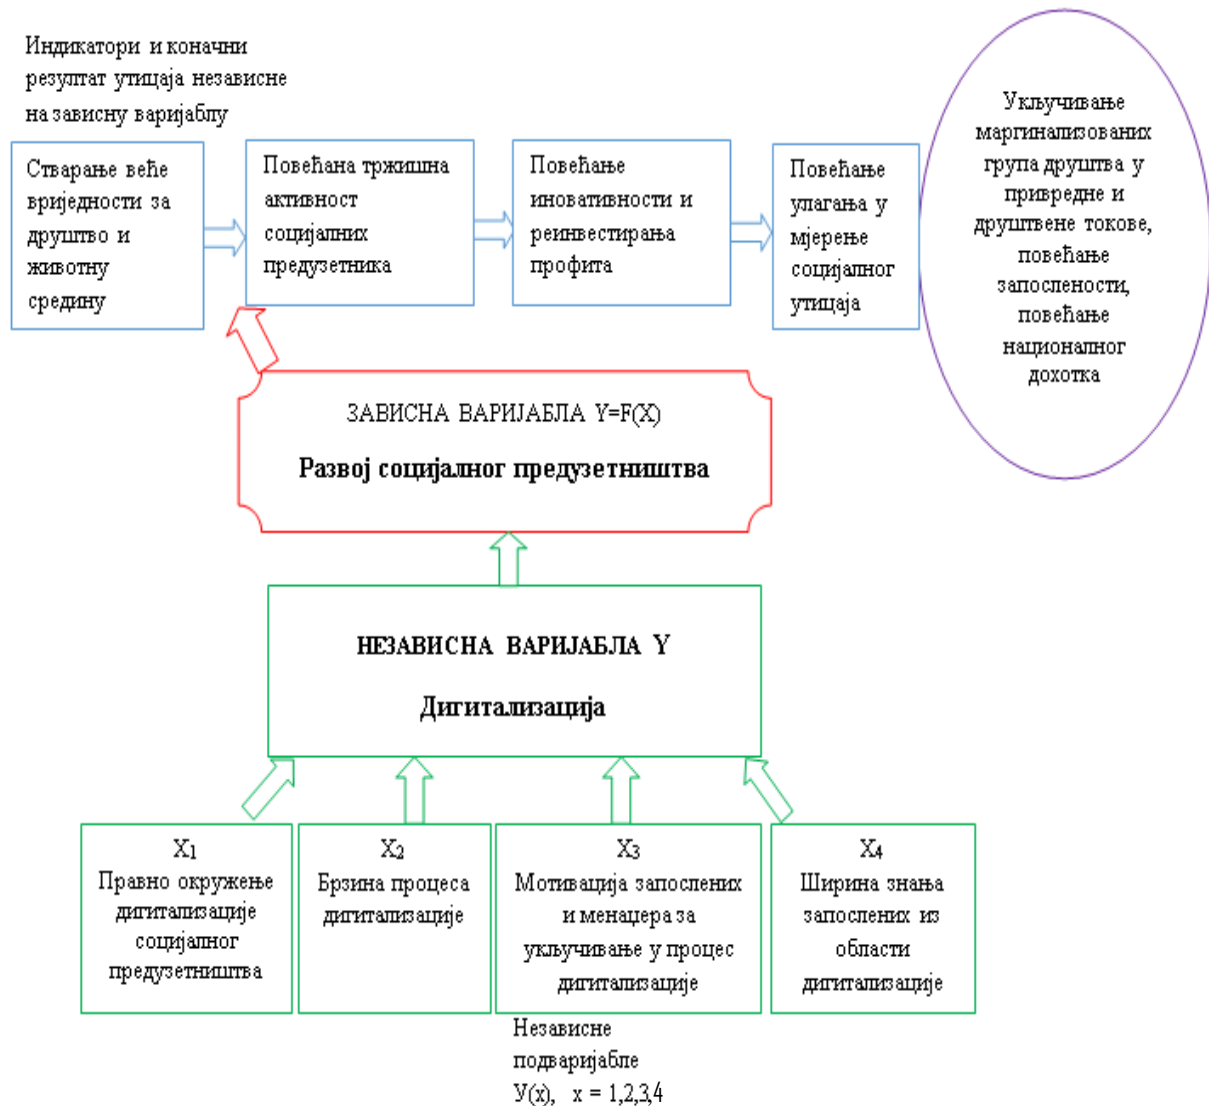 Индикатори и коначни
резултат утицаја независне
на зависну варијаблу
Стварање веће
вриједности за
друштво и
животну
средину
Повећана тржишна
активност
социјалних
предузетника
Повећање
иновативности и
реинвестирања
профита
Повећање
улагања у
мјерење
социјалног
утицаја
Укључивање
маргинализованих
група друштва у
привредне и
друштвене токове,
повећање
запослености,
повећање
националног
дохотка
ЗАВИСНА ВАРИЈАБЛА Y=F(X)
Развој социјалног предузетништва
НЕЗАВИСНА ВАРИЈАБЛА Y
Дигитализација
X₁
Правно окружење
дигитализације
социјалног
предузетништва
X₂
Брзина процеса
дигитализације
X₃
Мотивација запослених
и менаџера за
укључивање у процес
дигитализације
X₄
Ширина знања
запослених из
области
дигитализације
Независне
подваријабле
У(х), х = 1,2,3,4